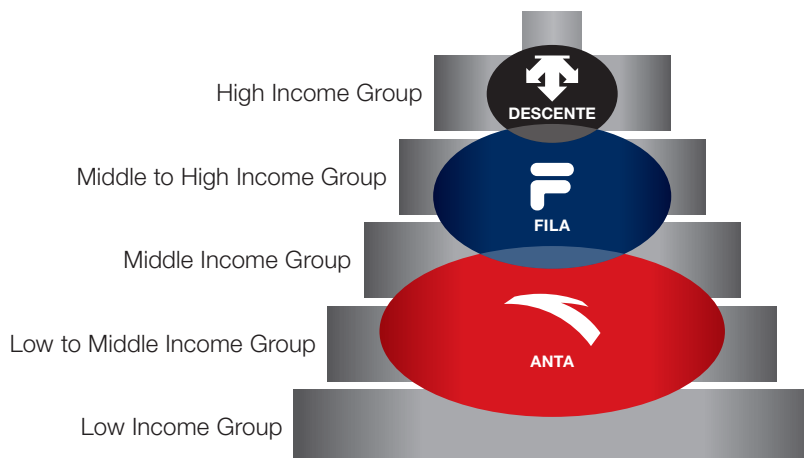 High Income Group
DESCENTE
Middle to High Income Group
FILA
Middle Income Group
Low to Middle Income Group
ANTA
Low Income Group